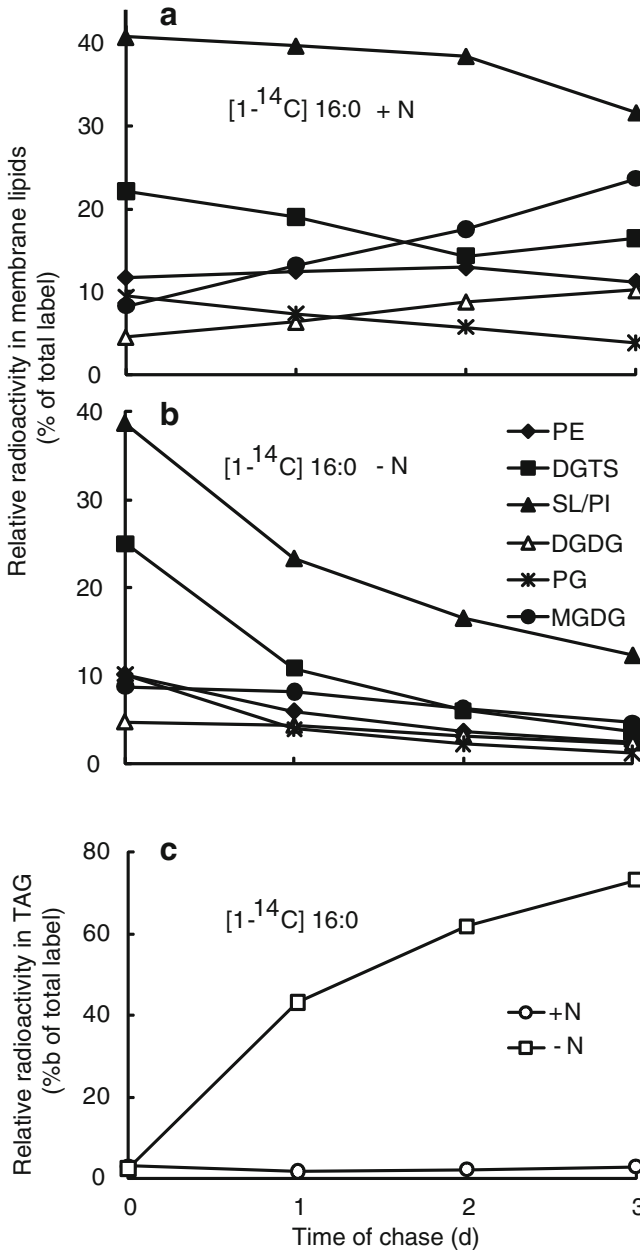 a
[1-14C] 16:0 + N
40
30
20
10
0
Relative radioactivity in membrane lipids
(% of total label)
b
[1-14C] 16:0 - N
40
30
20
10
0
PE
DGTS
SL/PI
DGDG
PG
MGDG
c
[1-14C] 16:0
80
60
40
20
0
Relative radioactivity in TAG
(%b of total label)
+N
- N
0 1 2 3
Time of chase (d)